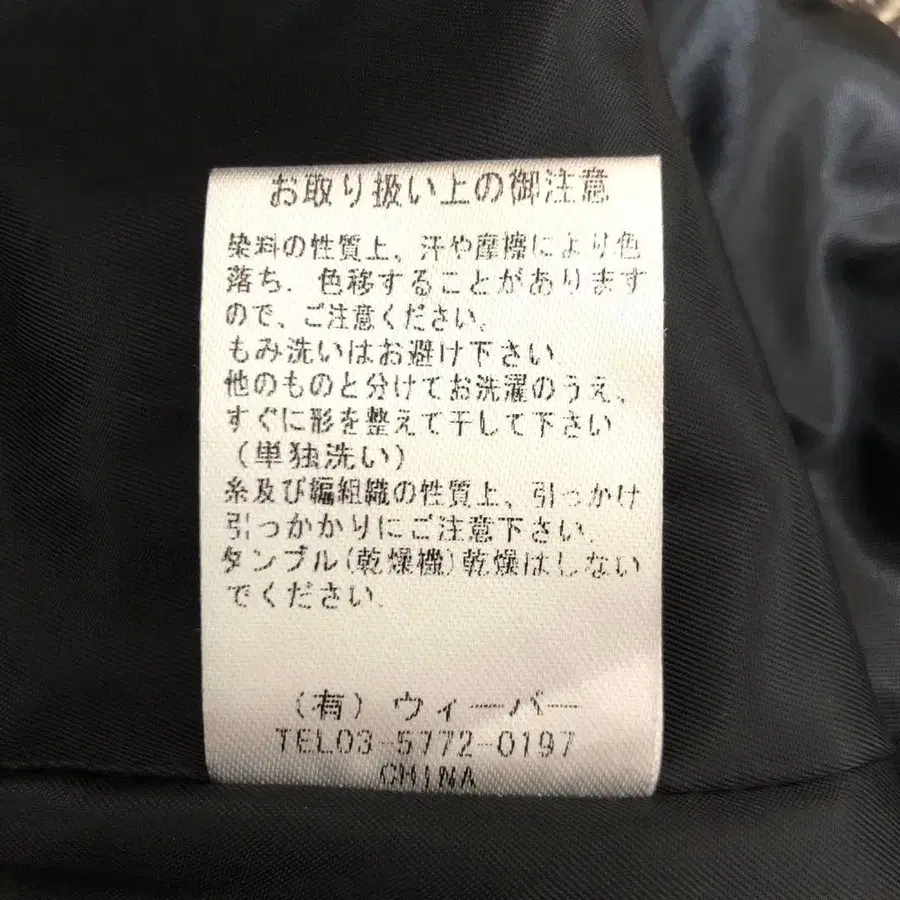 お取り扱い上の御注意
染料の性質上、汗や摩擦により色
落ち．色移することがあります
ので、ご注意ください。
もみ洗いはお避け下さい．
他のものと分けてお洗濯のうえ、
すぐに形を整えて干して下さい
（単独洗い）
糸及び編組織の性質上、引っかけ
引っかかりにご注意下さい．
タンブル(乾燥機)乾燥はしない
でください．
（有）ウィーバー
TEL03-5772-0197
CHINA